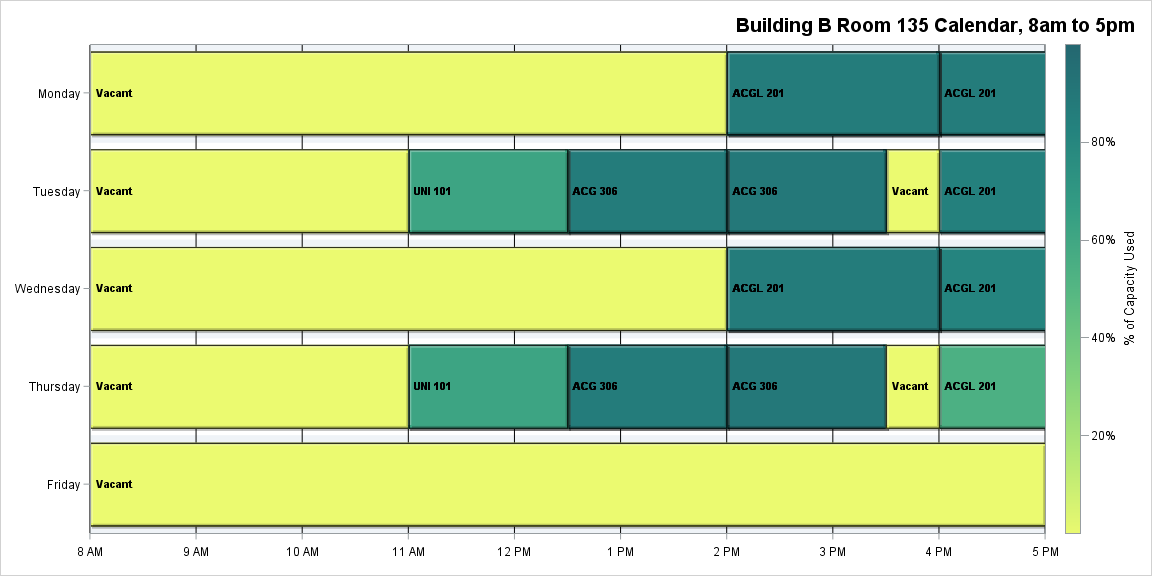 Building B Room 135 Calendar, 8am to 5pm
Monday
Vacant
ACGL 201
ACGL 201
Tuesday
Vacant
UNI 101
ACG 306
ACG 306
Vacant
ACGL 201
Wednesday
Vacant
ACGL 201
ACGL 201
Thursday
Vacant
UNI 101
ACG 306
ACG 306
Vacant
ACGL 201
Friday
Vacant
8 AM
9 AM
10 AM
11 AM
12 PM
1 PM
2 PM
3 PM
4 PM
5 PM
80%
60%
40%
20%
% of Capacity Used